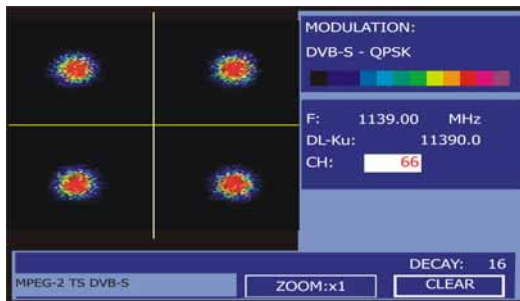 MODULATION:
DVB-S - QPSK
F: 1139.00 MHz
DL-Ku: 11390.0
CH: 66
DECAY: 16
MPEG-2 TS DVB-S
ZOOM:x1
CLEAR